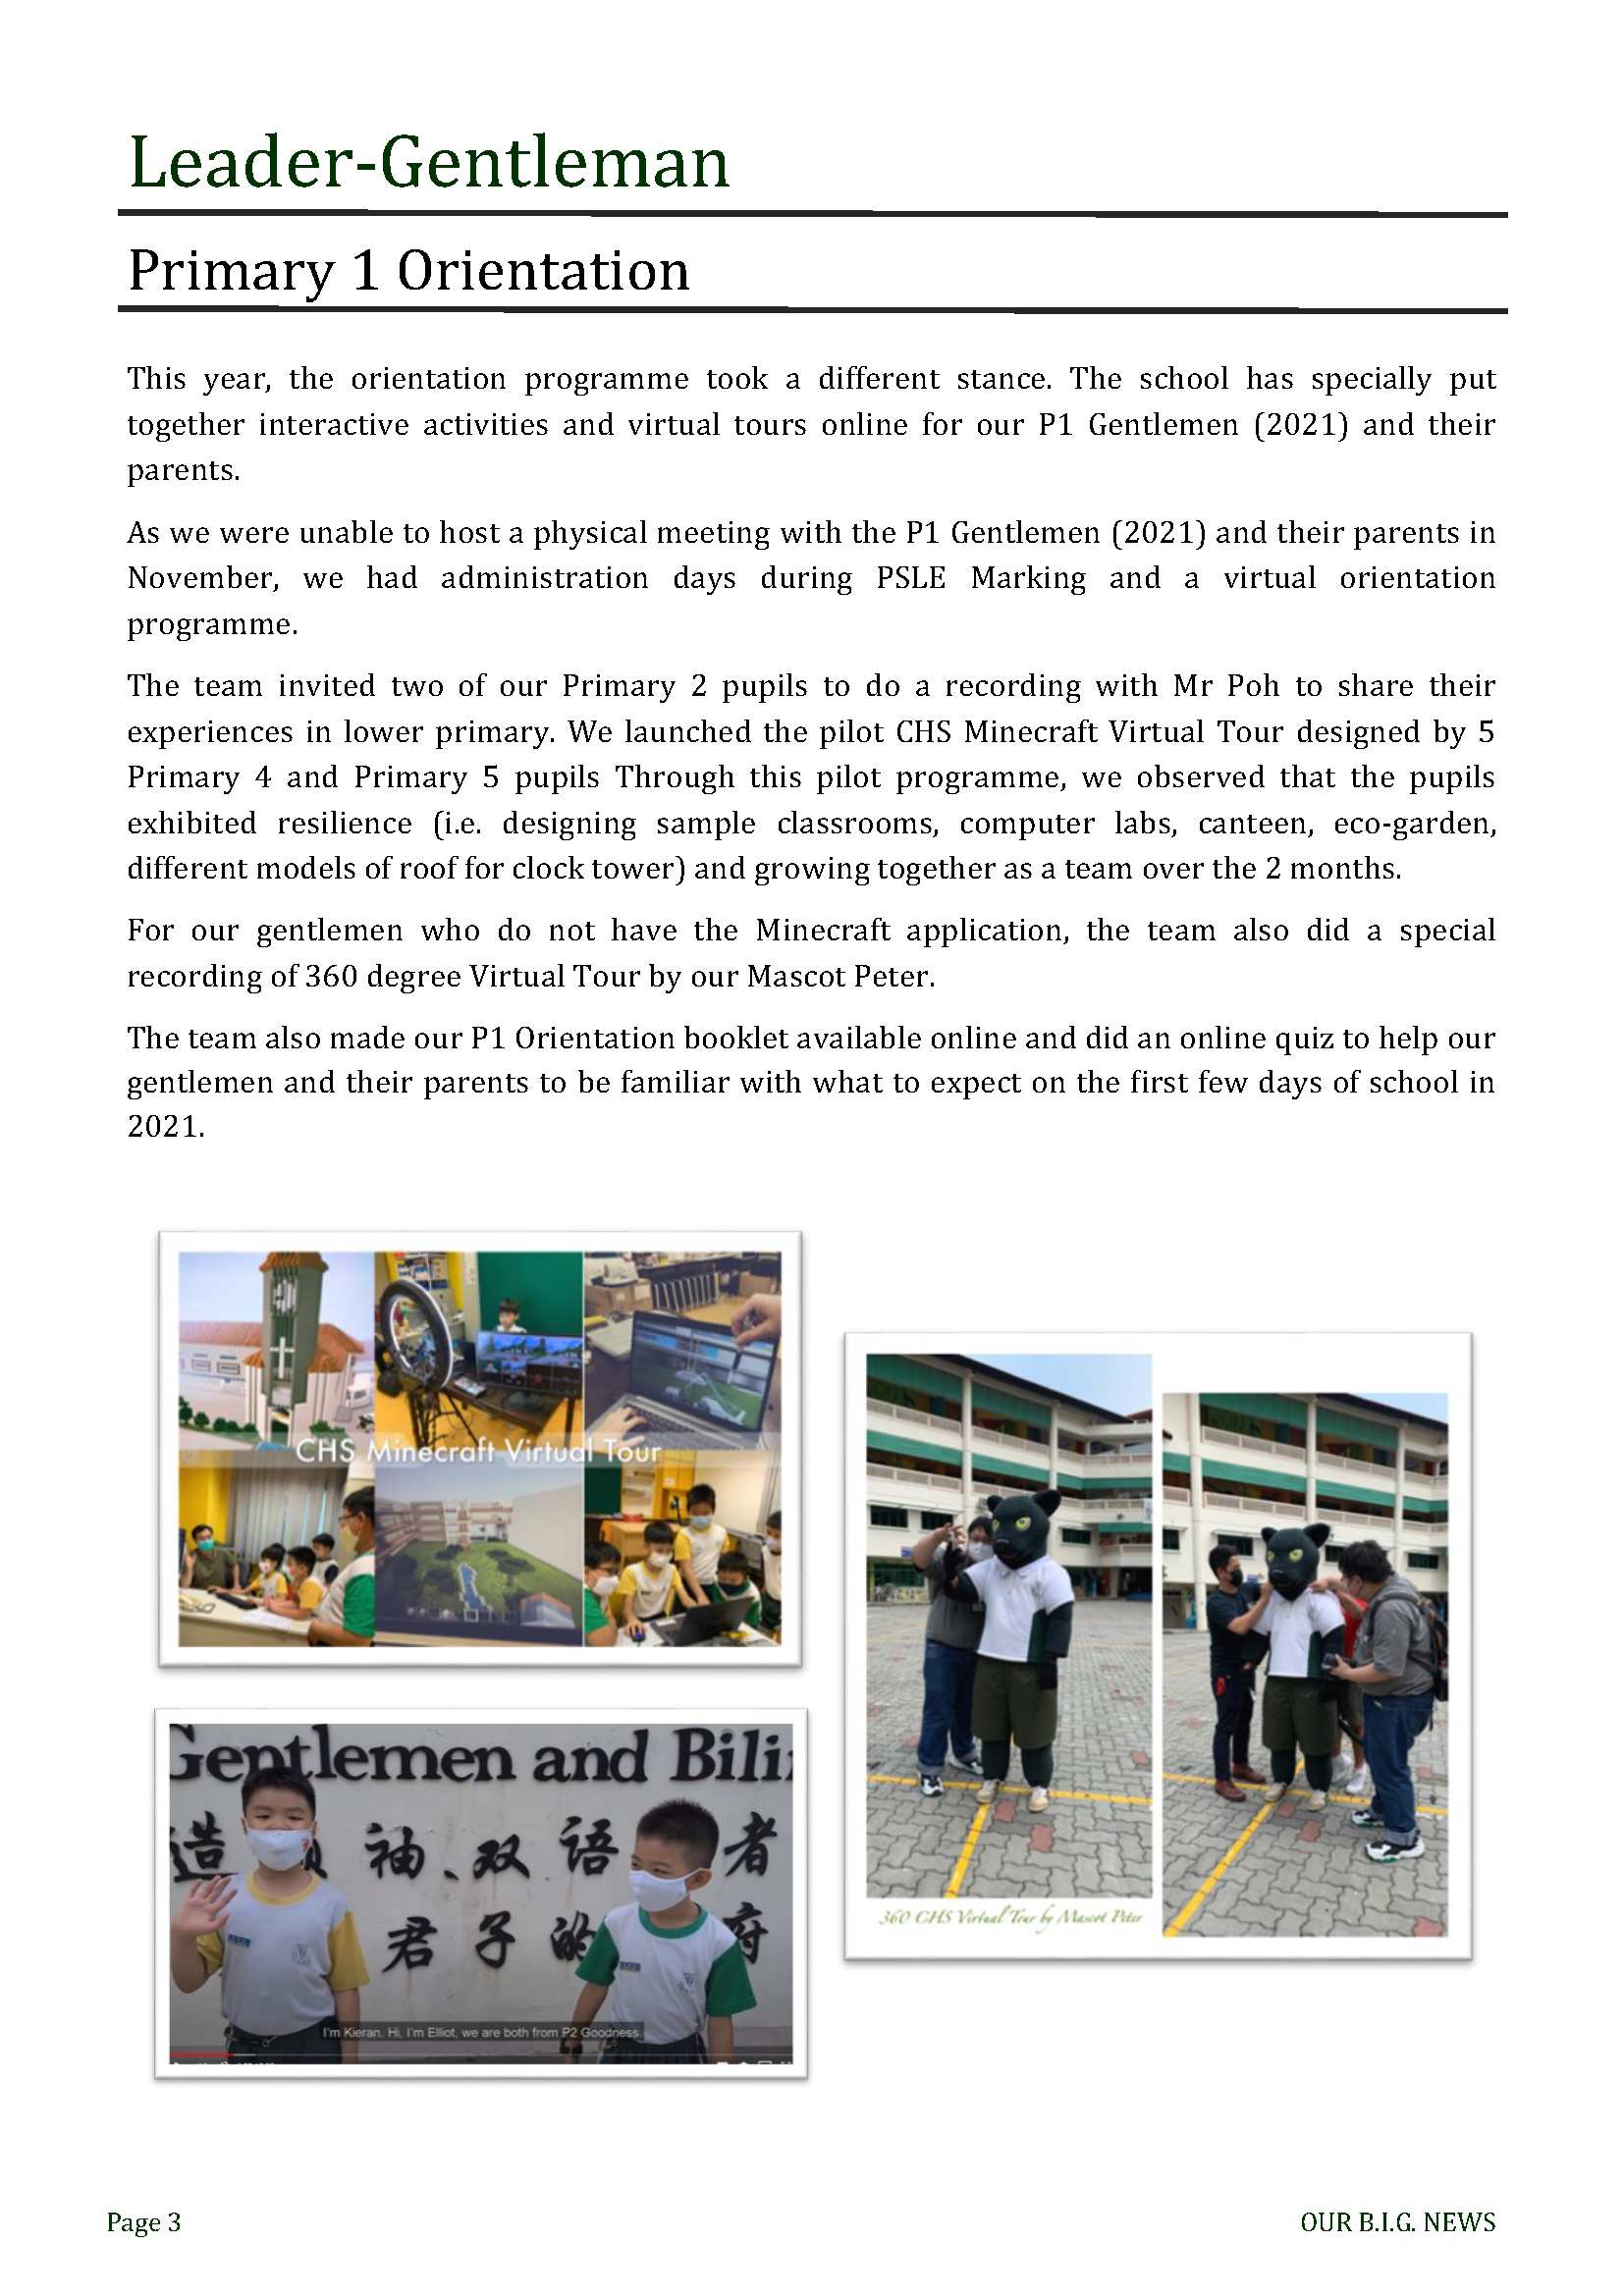 Leader-Gentleman
Primary 1 Orientation
This year, the orientation programme took a different stance. The school has specially put
together interactive activities and virtual tours online for our P1 Gentlemen (2021) and their
parents.
As we were unable to host a physical meeting with the P1 Gentlemen (2021) and their parents in
November, we had administration days during PSLE Marking and a virtual orientation
programme.
The team invited two of our Primary 2 pupils to do a recording with Mr Poh to share their
experiences in lower primary. We launched the pilot CHS Minecraft Virtual Tour designed by 5
Primary 4 and Primary 5 pupils Through this pilot programme, we observed that the pupils
exhibited resilience (i.e. designing sample classrooms, computer labs, canteen, eco-garden,
different models of roof for clock tower) and growing together as a team over the 2 months.
For our gentlemen who do not have the Minecraft application, the team also did a special
recording of 360 degree Virtual Tour by our Mascot Peter.
The team also made our P1 Orientation booklet available online and did an online quiz to help our
gentlemen and their parents to be familiar with what to expect on the first few days of school in
2021.
CHS Minecraft Virtual Tour
360 CHS Virtual Tour by Mascot Peter
Gentlemen and Bili
造 袖、双 语 者
君 子 的
I'm Kieran. Hi, I'm Elliot, we are both from P2 Goodness.
Page 3
OUR B.I.G. NEWS